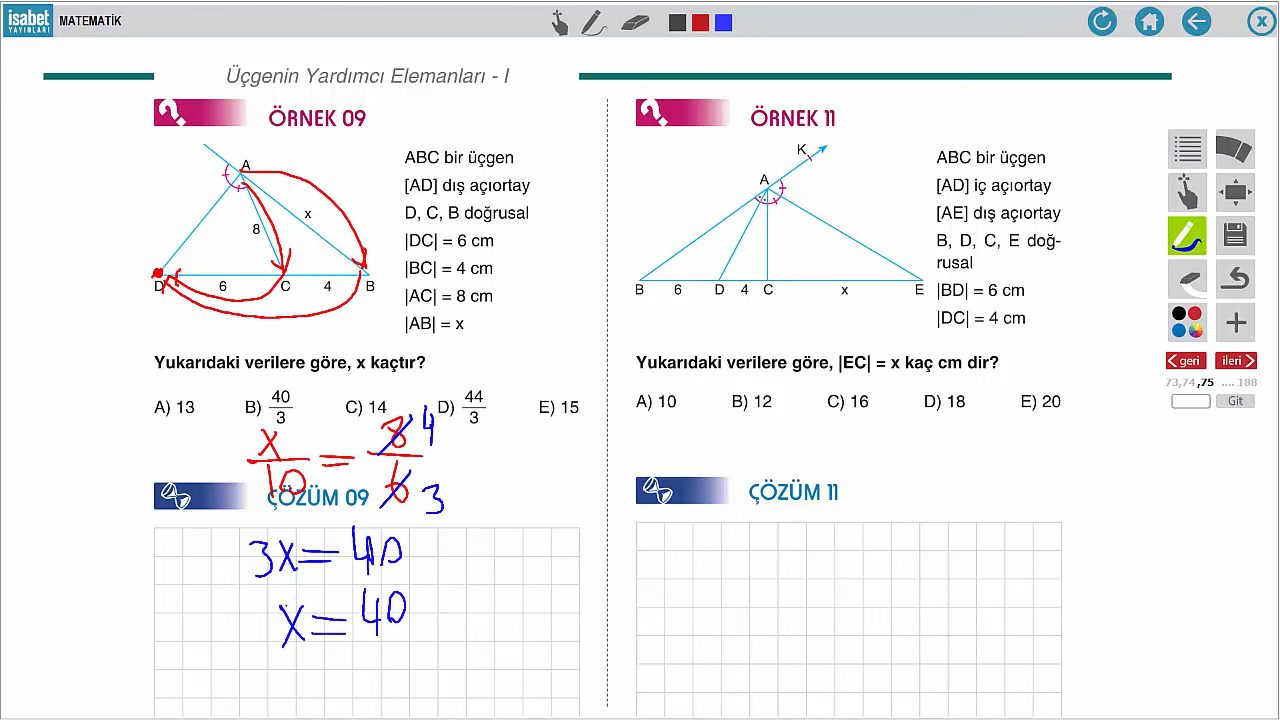 isabet
YAYINLARI
MATEMATİK
Üçgenin Yardımcı Elemanları - I
ÖRNEK 09
A
x
8
D
6
C
4
B
ABC bir üçgen
[AD] dış açıortay
D, C, B doğrusal
|DC| = 6 cm
|BC| = 4 cm
|AC| = 8 cm
|AB| = x
Yukarıdaki verilere göre, x kaçtır?
A) 13 B) 40/3 C) 14 D) 44/3 E) 15
x/10 = 8/6 4 3
ÇÖZÜM 09
3x = 40
x = 40
ÖRNEK 11
K
A
B 6 D 4 C x E
ABC bir üçgen
[AD] iç açıortay
[AE] dış açıortay
B, D, C, E doğ-
rusal
|BD| = 6 cm
|DC| = 4 cm
Yukarıdaki verilere göre, |EC| = x kaç cm dir?
A) 10 B) 12 C) 16 D) 18 E) 20
ÇÖZÜM 11
geri ileri
73,74,75 .... 188
Git